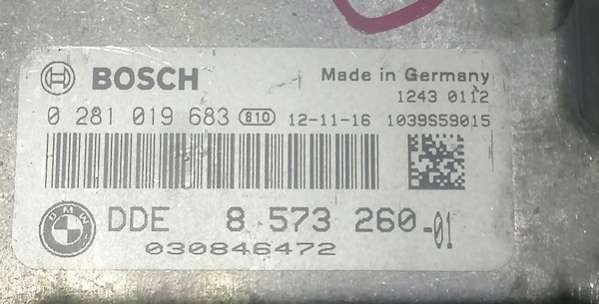 BOSCH Made in Germany
1243 0112
0 281 019 683 810 12-11-16 1039S59015
BMW DDE 8 573 260-01
030846472